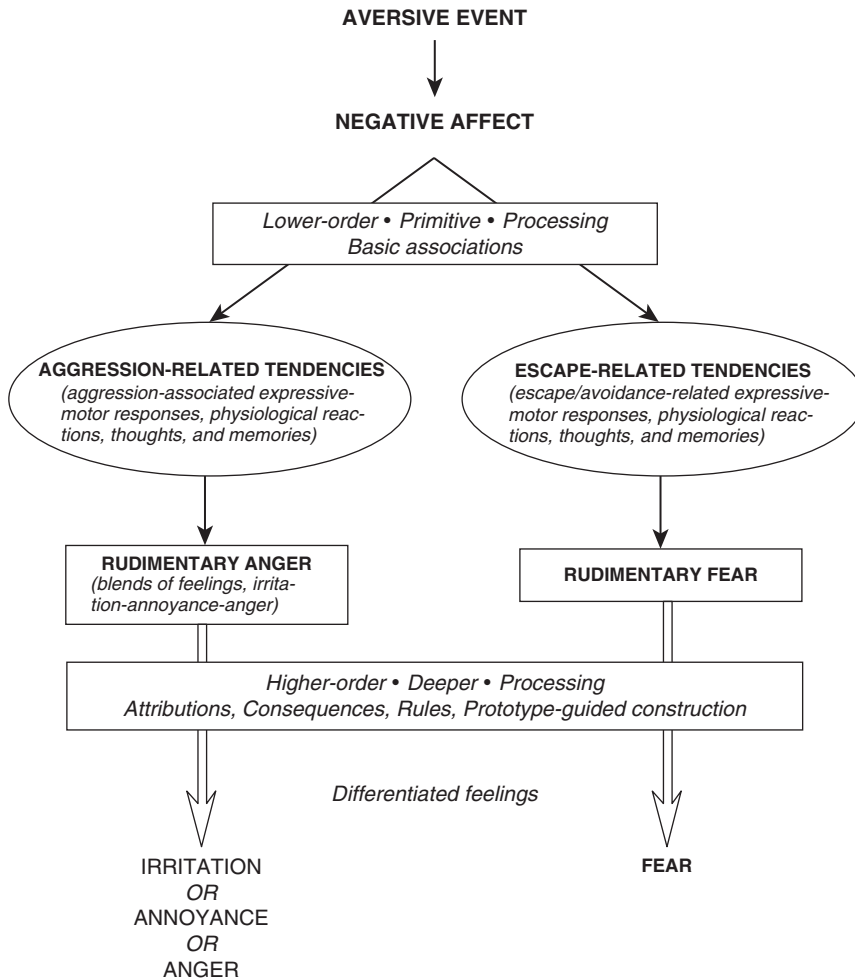 AVERSIVE EVENT
NEGATIVE AFFECT
Lower-order • Primitive • Processing
Basic associations
AGGRESSION-RELATED TENDENCIES
(aggression-associated expressive-
motor responses, physiological reac-
tions, thoughts, and memories)
ESCAPE-RELATED TENDENCIES
(escape/avoidance-related expressive-
motor responses, physiological reac-
tions, thoughts, and memories)
RUDIMENTARY ANGER
(blends of feelings, irrita-
tion-annoyance-anger)
RUDIMENTARY FEAR
Higher-order • Deeper • Processing
Attributions, Consequences, Rules, Prototype-guided construction
Differentiated feelings
IRRITATION
OR
ANNOYANCE
OR
ANGER
FEAR